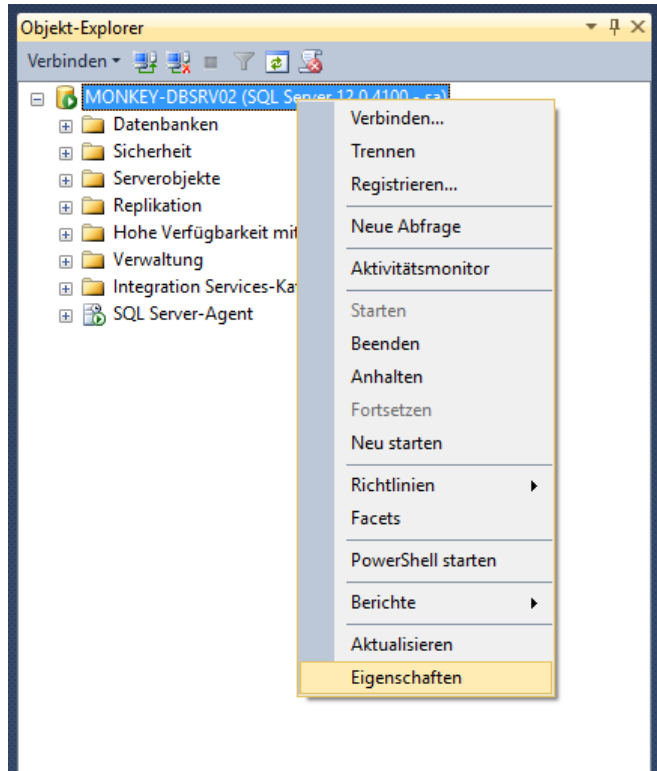 Objekt-Explorer
Verbinden
MONKEY-DBSRV02 (SQL Server 12.0.4100 - sa)
Datenbanken
Sicherheit
Serverobjekte
Replikation
Hohe Verfügbarkeit mit
Verwaltung
Integration Services-Ka
SQL Server-Agent
Verbinden...
Trennen
Registrieren...
Neue Abfrage
Aktivitätsmonitor
Starten
Beenden
Anhalten
Fortsetzen
Neu starten
Richtlinien
Facets
PowerShell starten
Berichte
Aktualisieren
Eigenschaften